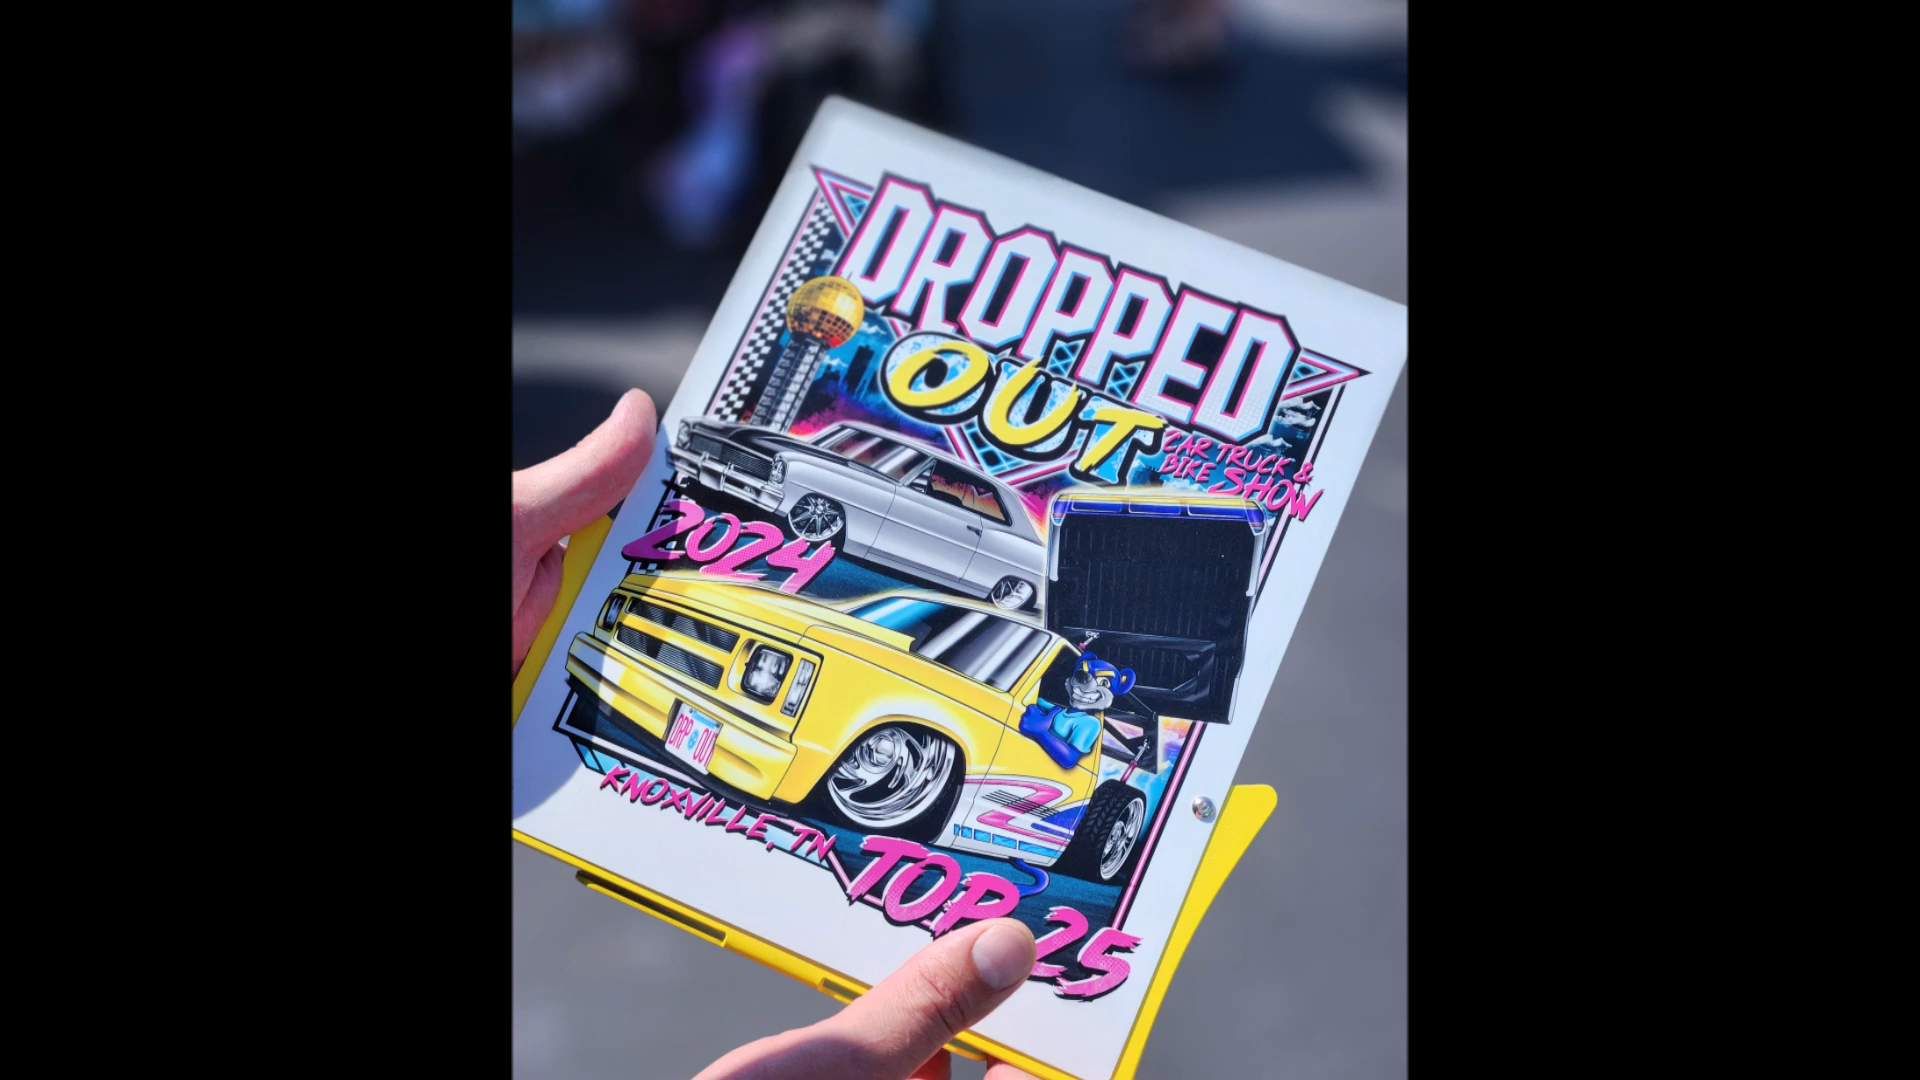 DROPPED
OUT
CAR TRUCK &
BIKE SHOW
2024
DRP OUT
KNOXVILLE, TN
TOP 25